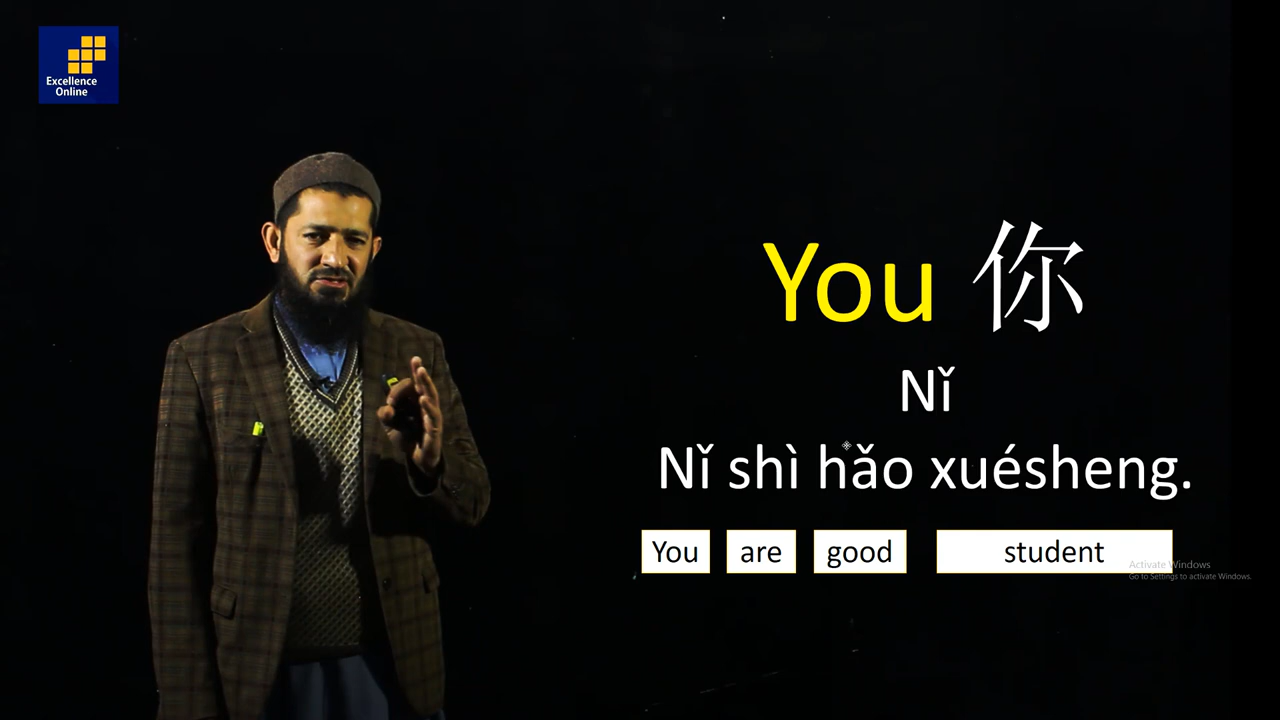 Excellence
Online
You 你
Nǐ
Nǐ shì hǎo xuésheng.
You are good student
Activate Windows
Go to Settings to activate Windows.